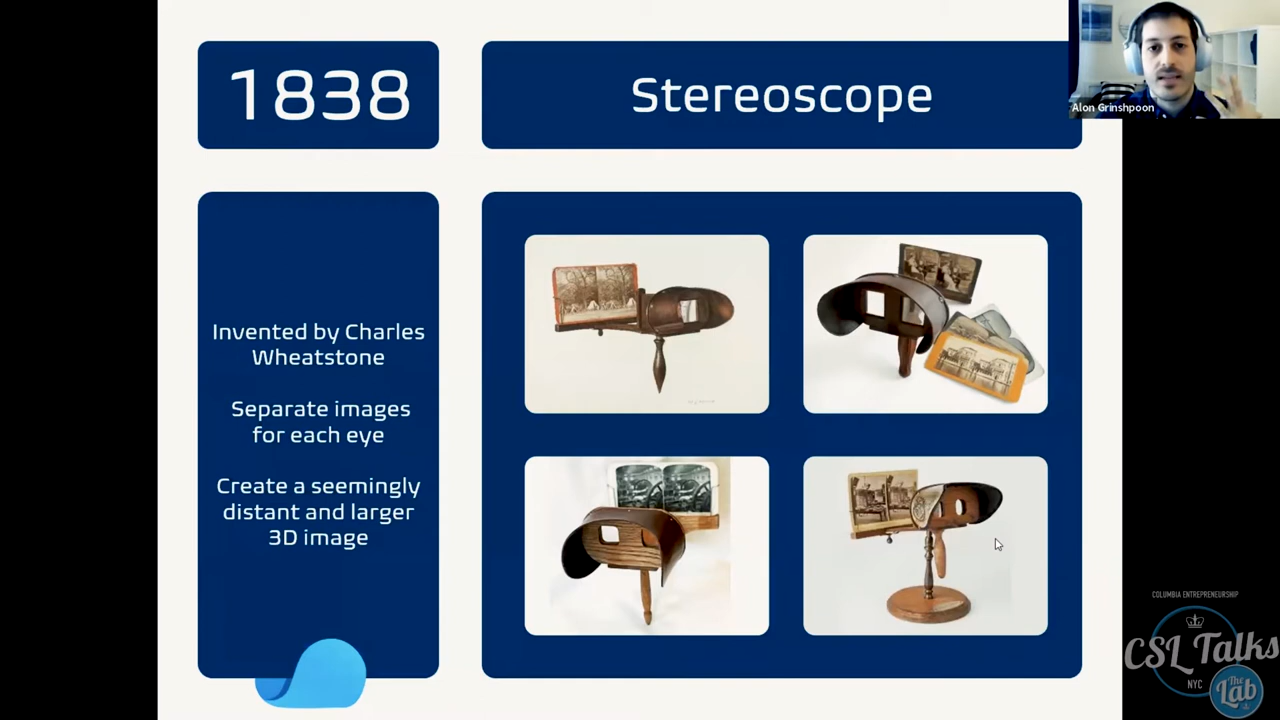 1838
Stereoscope
Alon Grinshpoon
Invented by Charles
Wheatstone
Separate images
for each eye
Create a seemingly
distant and larger
3D image
COLUMBIA ENTREPRENEURSHIP
CSL Talks
NYC
The
Lab